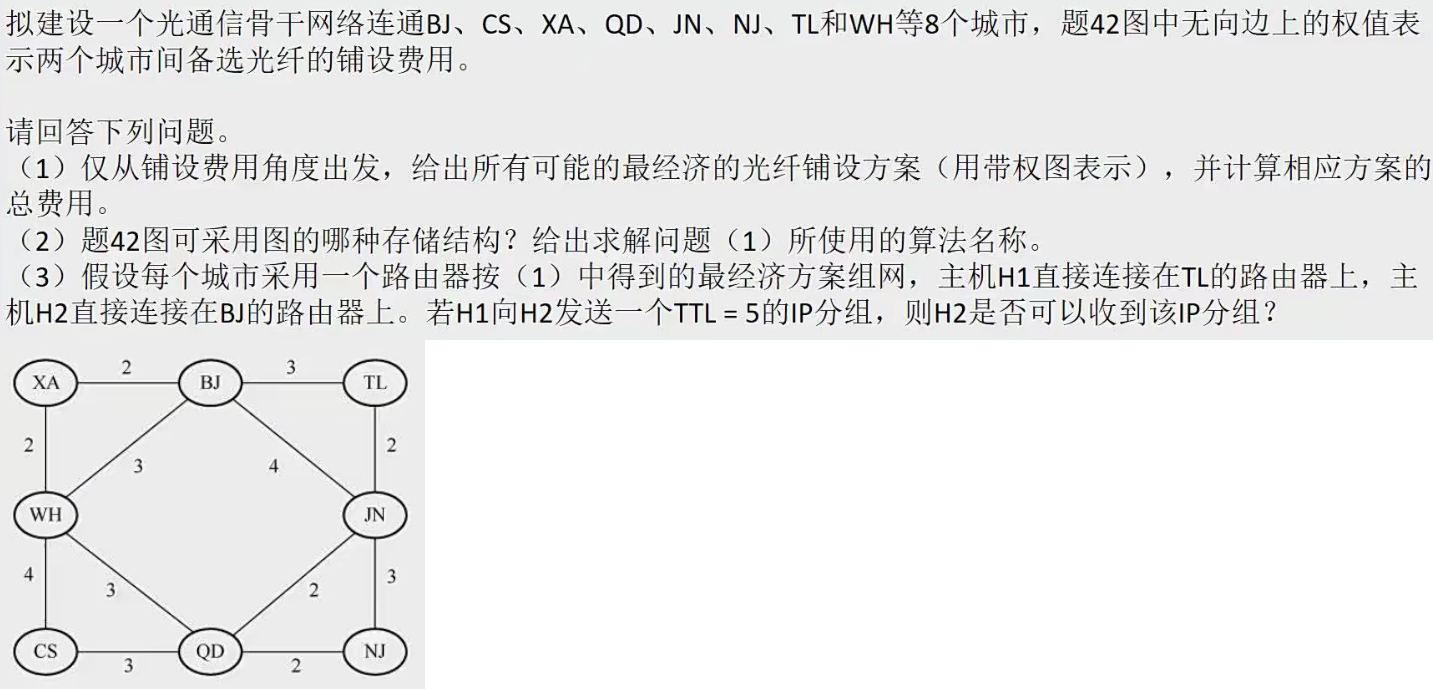 拟建设一个光通信骨干网络连通BJ、CS、XA、QD、JN、NJ、TL和WH等8个城市，题42图中无向边上的权值表
示两个城市间备选光纤的铺设费用。
请回答下列问题。
（1）仅从铺设费用角度出发，给出所有可能的最经济的光纤铺设方案（用带权图表示），并计算相应方案的
总费用。
（2）题42图可采用图的哪种存储结构？给出求解问题（1）所使用的算法名称。
（3）假设每个城市采用一个路由器按（1）中得到的最经济方案组网，主机H1直接连接在TL的路由器上，主
机H2直接连接在BJ的路由器上。若H1向H2发送一个TTL = 5的IP分组，则H2是否可以收到该IP分组？
XA 2 BJ 3 TL
2 3 4 2
WH JN
4 3 2 3
CS 3 QD 2 NJ